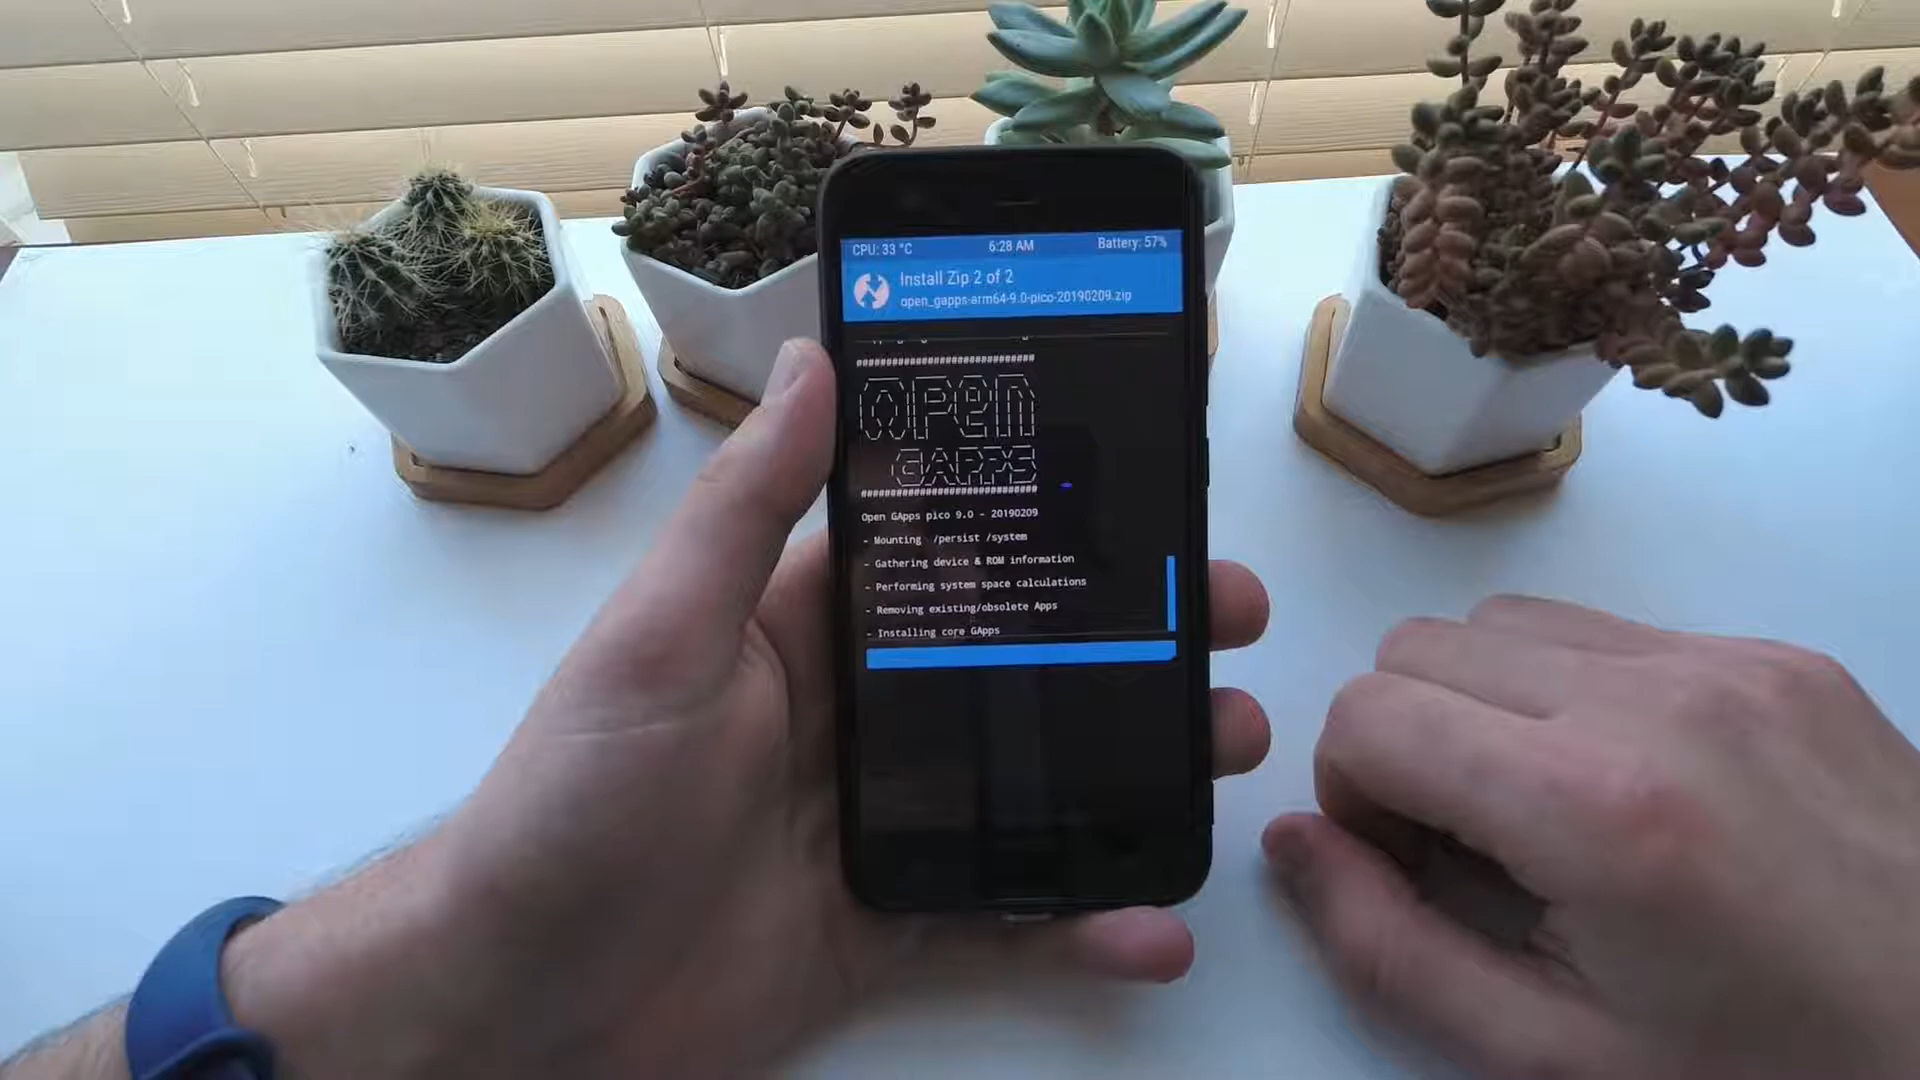 CPU: 33 °C 6:28 AM Battery: 57%
Install Zip 2 of 2
open_gapps-arm64-9.0-pico-20190209.zip
##############################
Open
GAPPS
##############################
Open GApps pico 9.0 - 20190209
- Mounting /persist /system
- Gathering device & ROM information
- Performing system space calculations
- Removing existing/obsolete Apps
- Installing core GApps